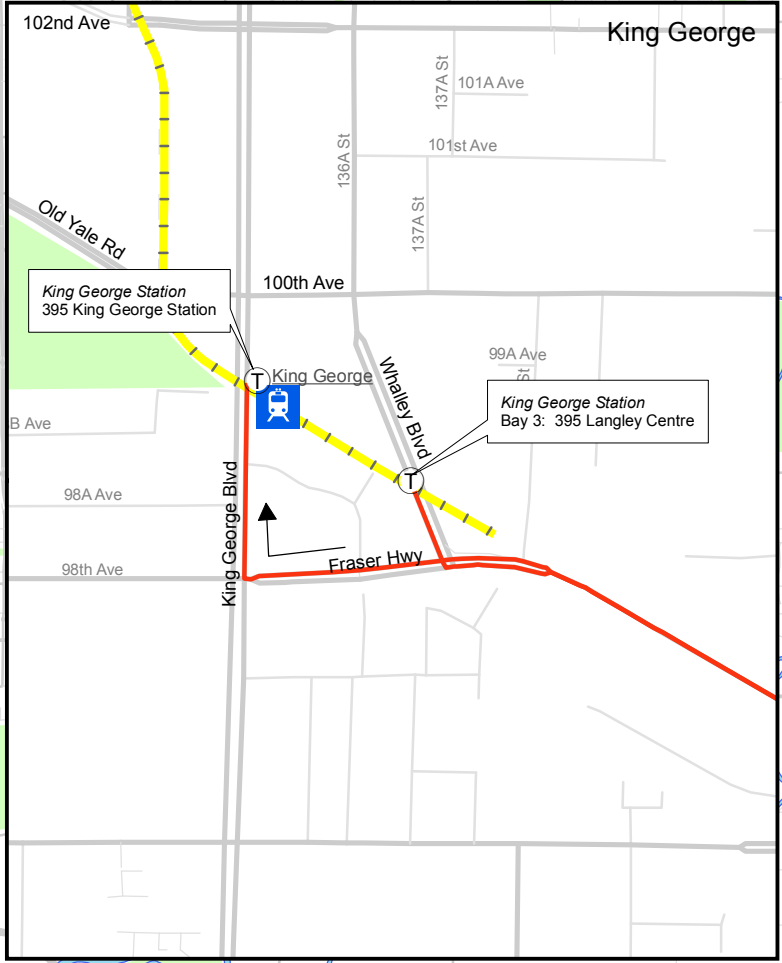 102nd Ave
King George
137A St
101A Ave
136A St
101st Ave
137A St
Old Yale Rd
100th Ave
King George Station
395 King George Station
99A Ave
St
King George
Whalley Blvd
King George Station
Bay 3: 395 Langley Centre
B Ave
T
T
98A Ave
King George Blvd
Fraser Hwy
98th Ave